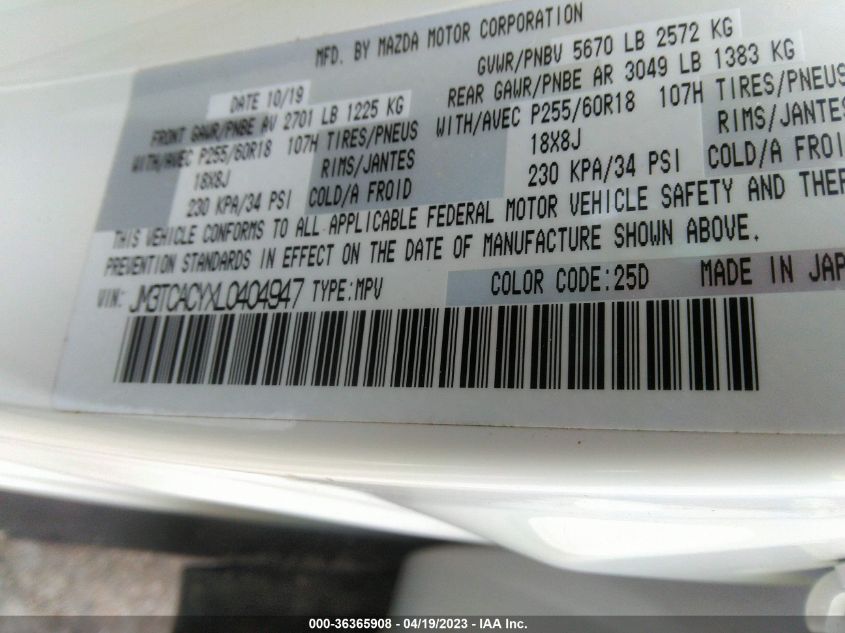 MFD. BY MAZDA MOTOR CORPORATION
DATE 10/19
GVWR/PNBV 5670 LB 2572 KG
FRONT GAWR/PNBE AV 2701 LB 1225 KG
REAR GAWR/PNBE AR 3049 LB 1383 KG
WITH/AVEC P255/60R18 107H TIRES/PNEUS
WITH/AVEC P255/60R18 107H TIRES/PNEUS
18X8J RIMS/JANTES
18X8J RIMS/JANTES
230 KPA/34 PSI COLD/A FROID
230 KPA/34 PSI COLD/A FROI
THIS VEHICLE CONFORMS TO ALL APPLICABLE FEDERAL MOTOR VEHICLE SAFETY AND THEF
PREVENTION STANDARDS IN EFFECT ON THE DATE OF MANUFACTURE SHOWN ABOVE.
VIN: JM3TCACYXL0404947 TYPE:MPV COLOR CODE:25D MADE IN JAP
000-36365908 - 04/19/2023 - IAA Inc.